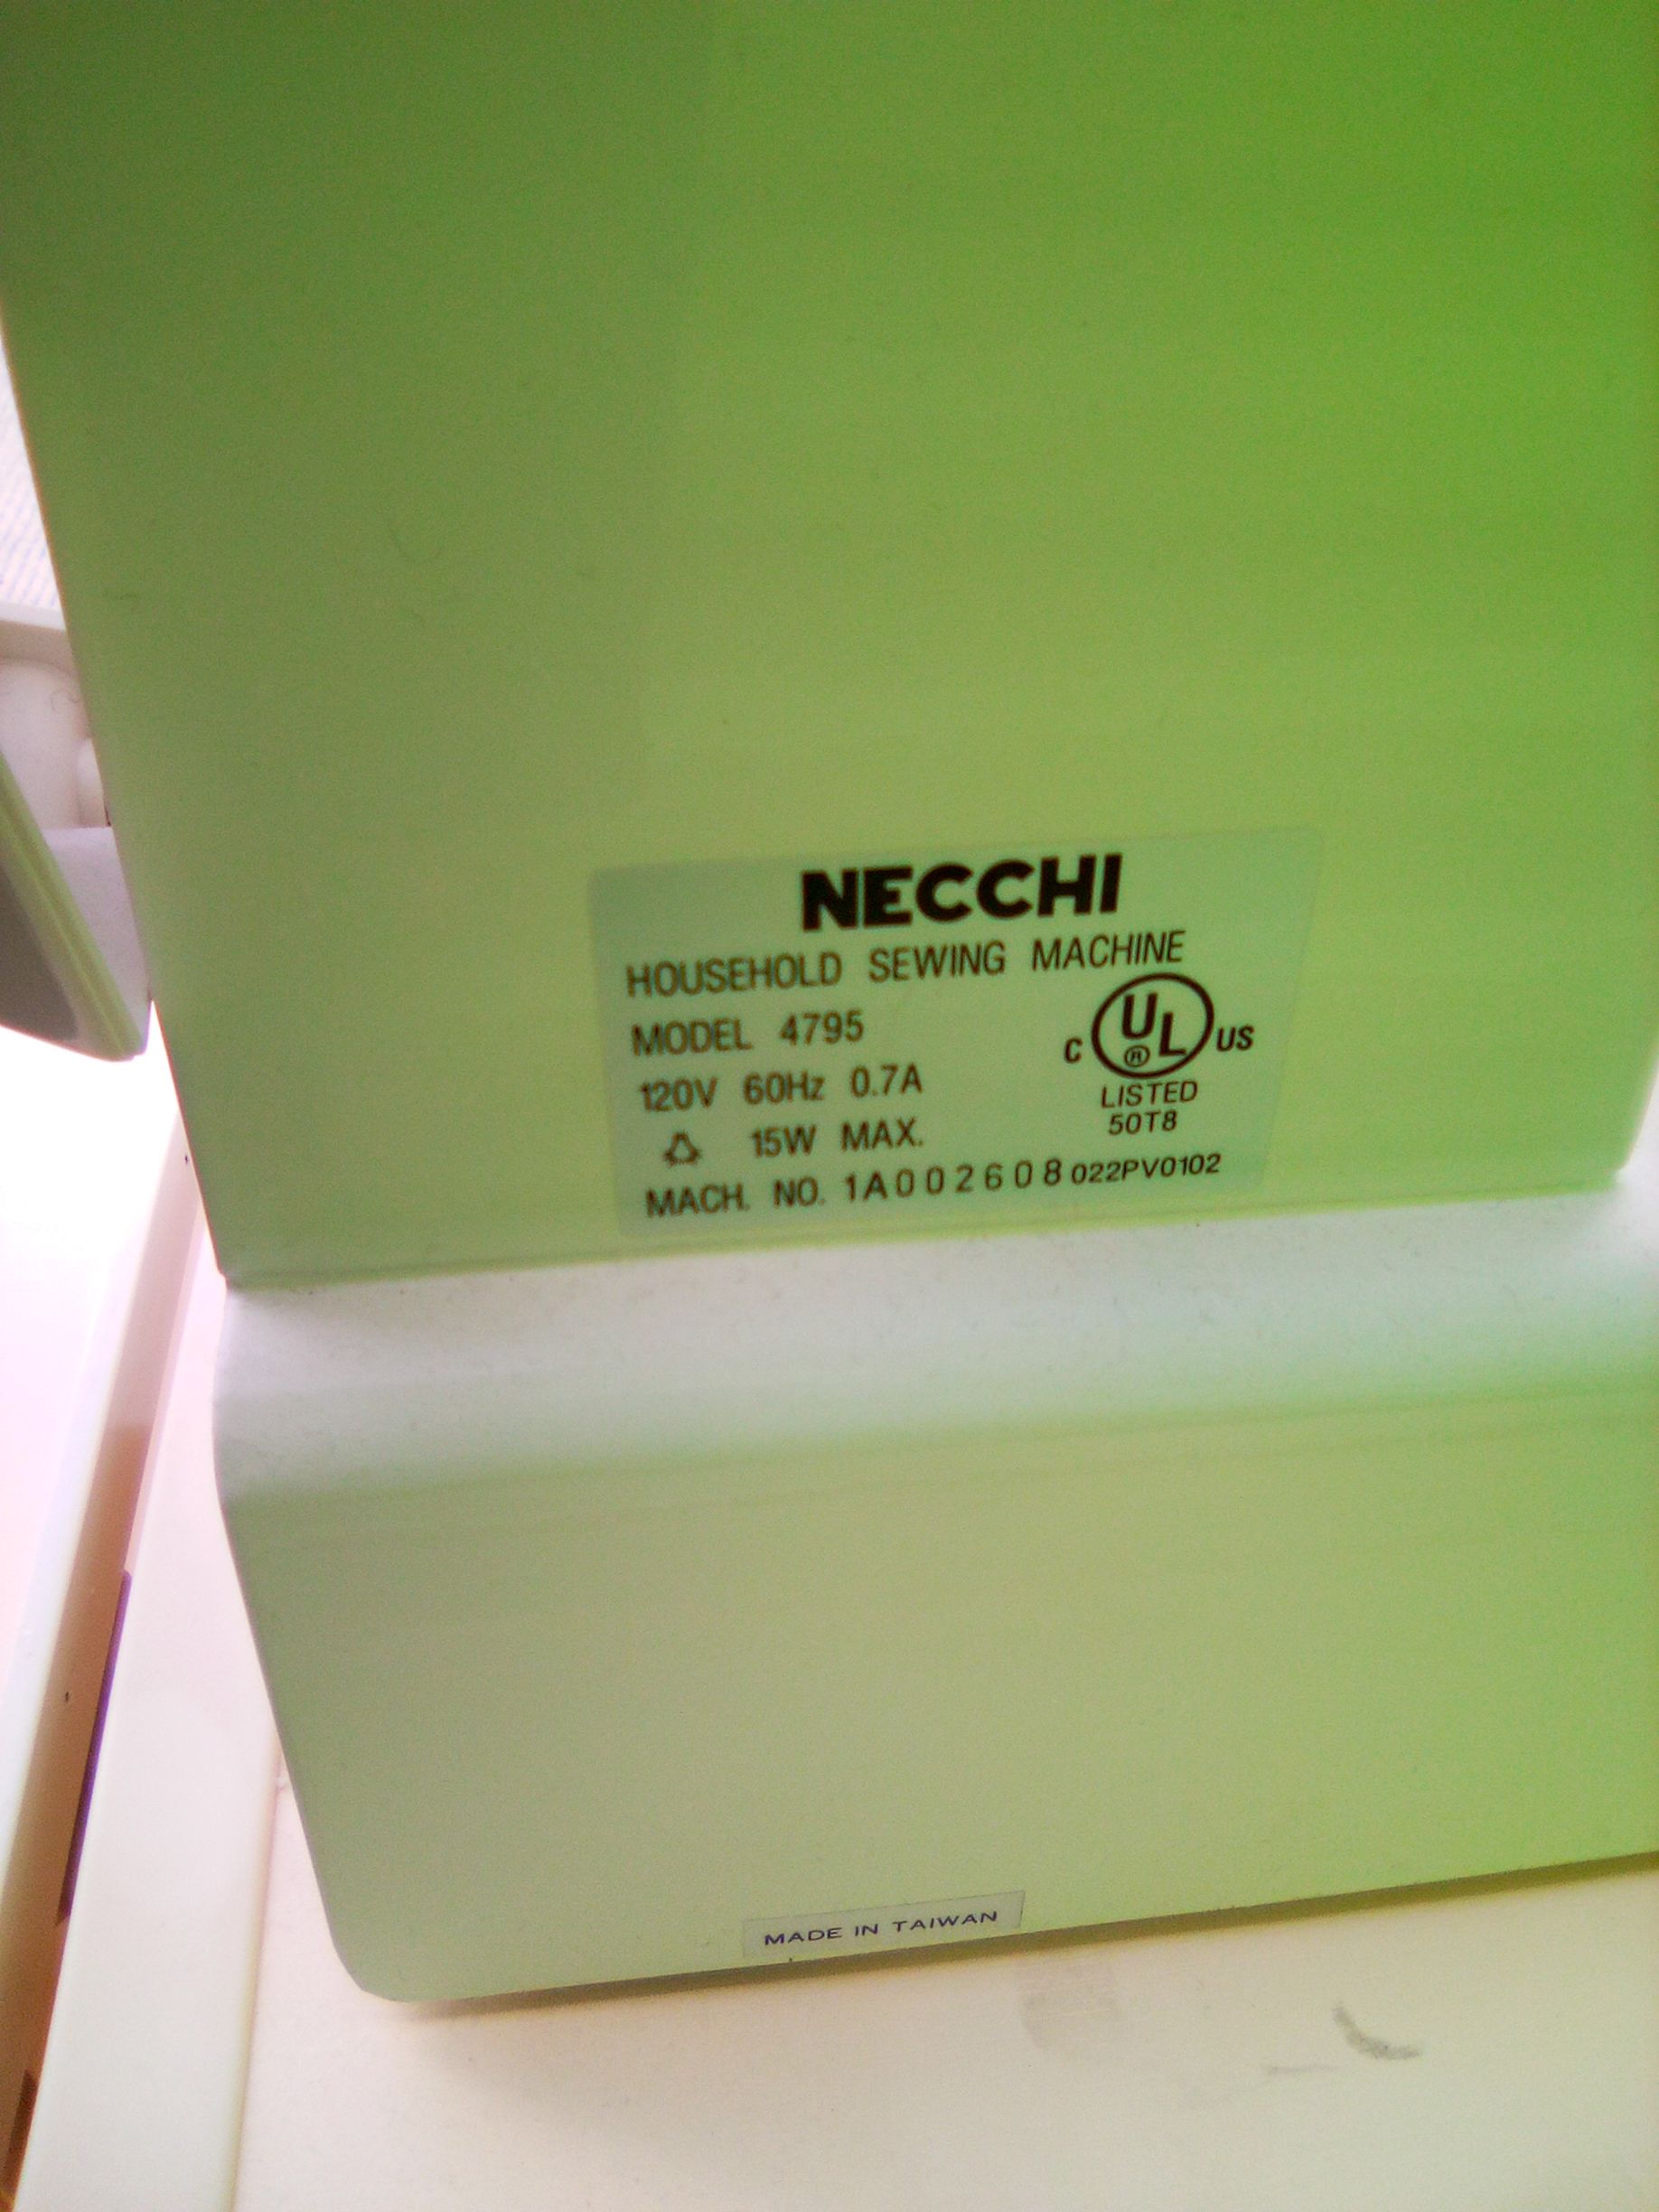 NECCHI
HOUSEHOLD SEWING MACHINE
MODEL 4795
120V 60Hz 0.7A
15W MAX.
MACH. NO. 1A002608 022PV0102
C UL ® US
LISTED
50T8
MADE IN TAIWAN